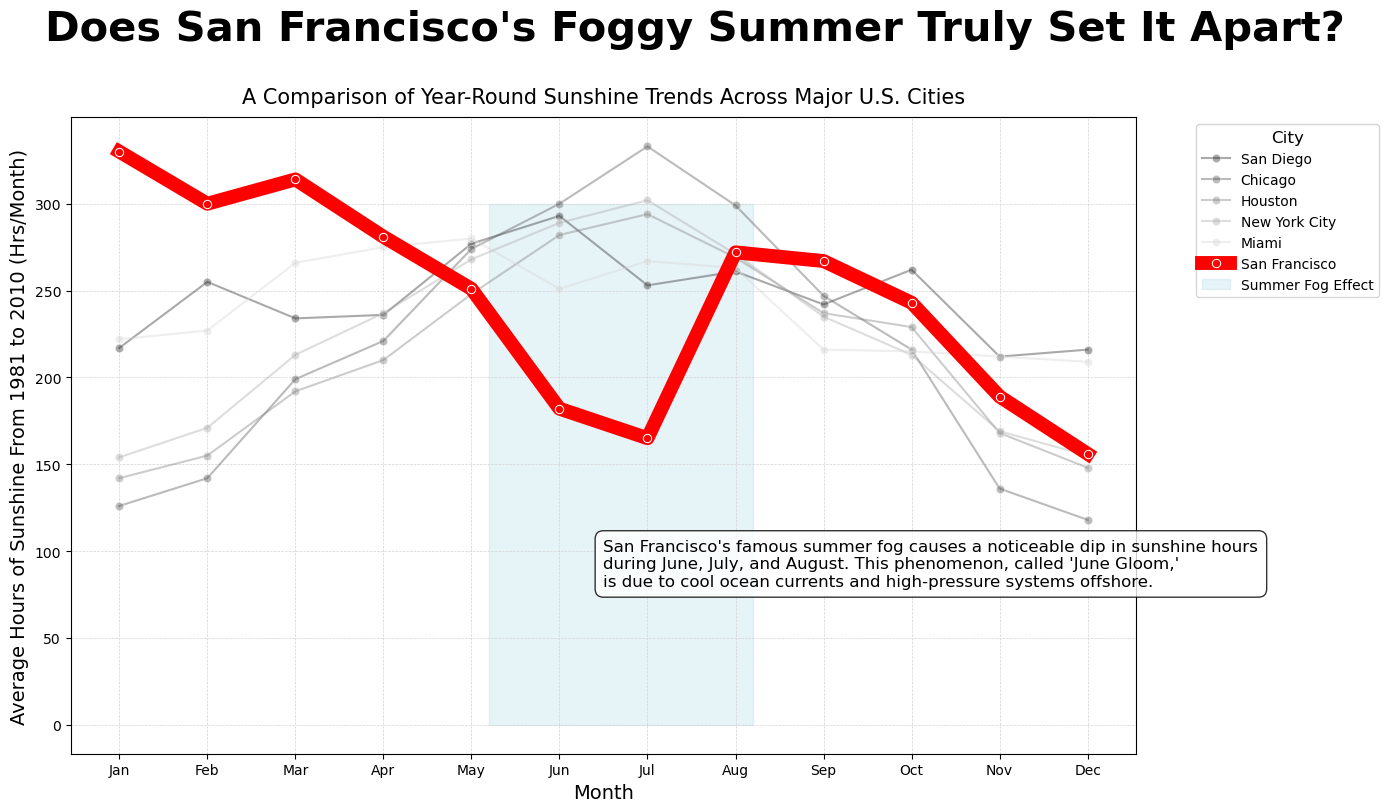 Does San Francisco's Foggy Summer Truly Set It Apart?
A Comparison of Year-Round Sunshine Trends Across Major U.S. Cities
Average Hours of Sunshine From 1981 to 2010 (Hrs/Month)
300
250
200
150
100
50
0
Jan Feb Mar Apr May Jun Jul Aug Sep Oct Nov Dec
Month
City
San Diego
Chicago
Houston
New York City
Miami
San Francisco
Summer Fog Effect
San Francisco's famous summer fog causes a noticeable dip in sunshine hours
during June, July, and August. This phenomenon, called 'June Gloom,'
is due to cool ocean currents and high-pressure systems offshore.